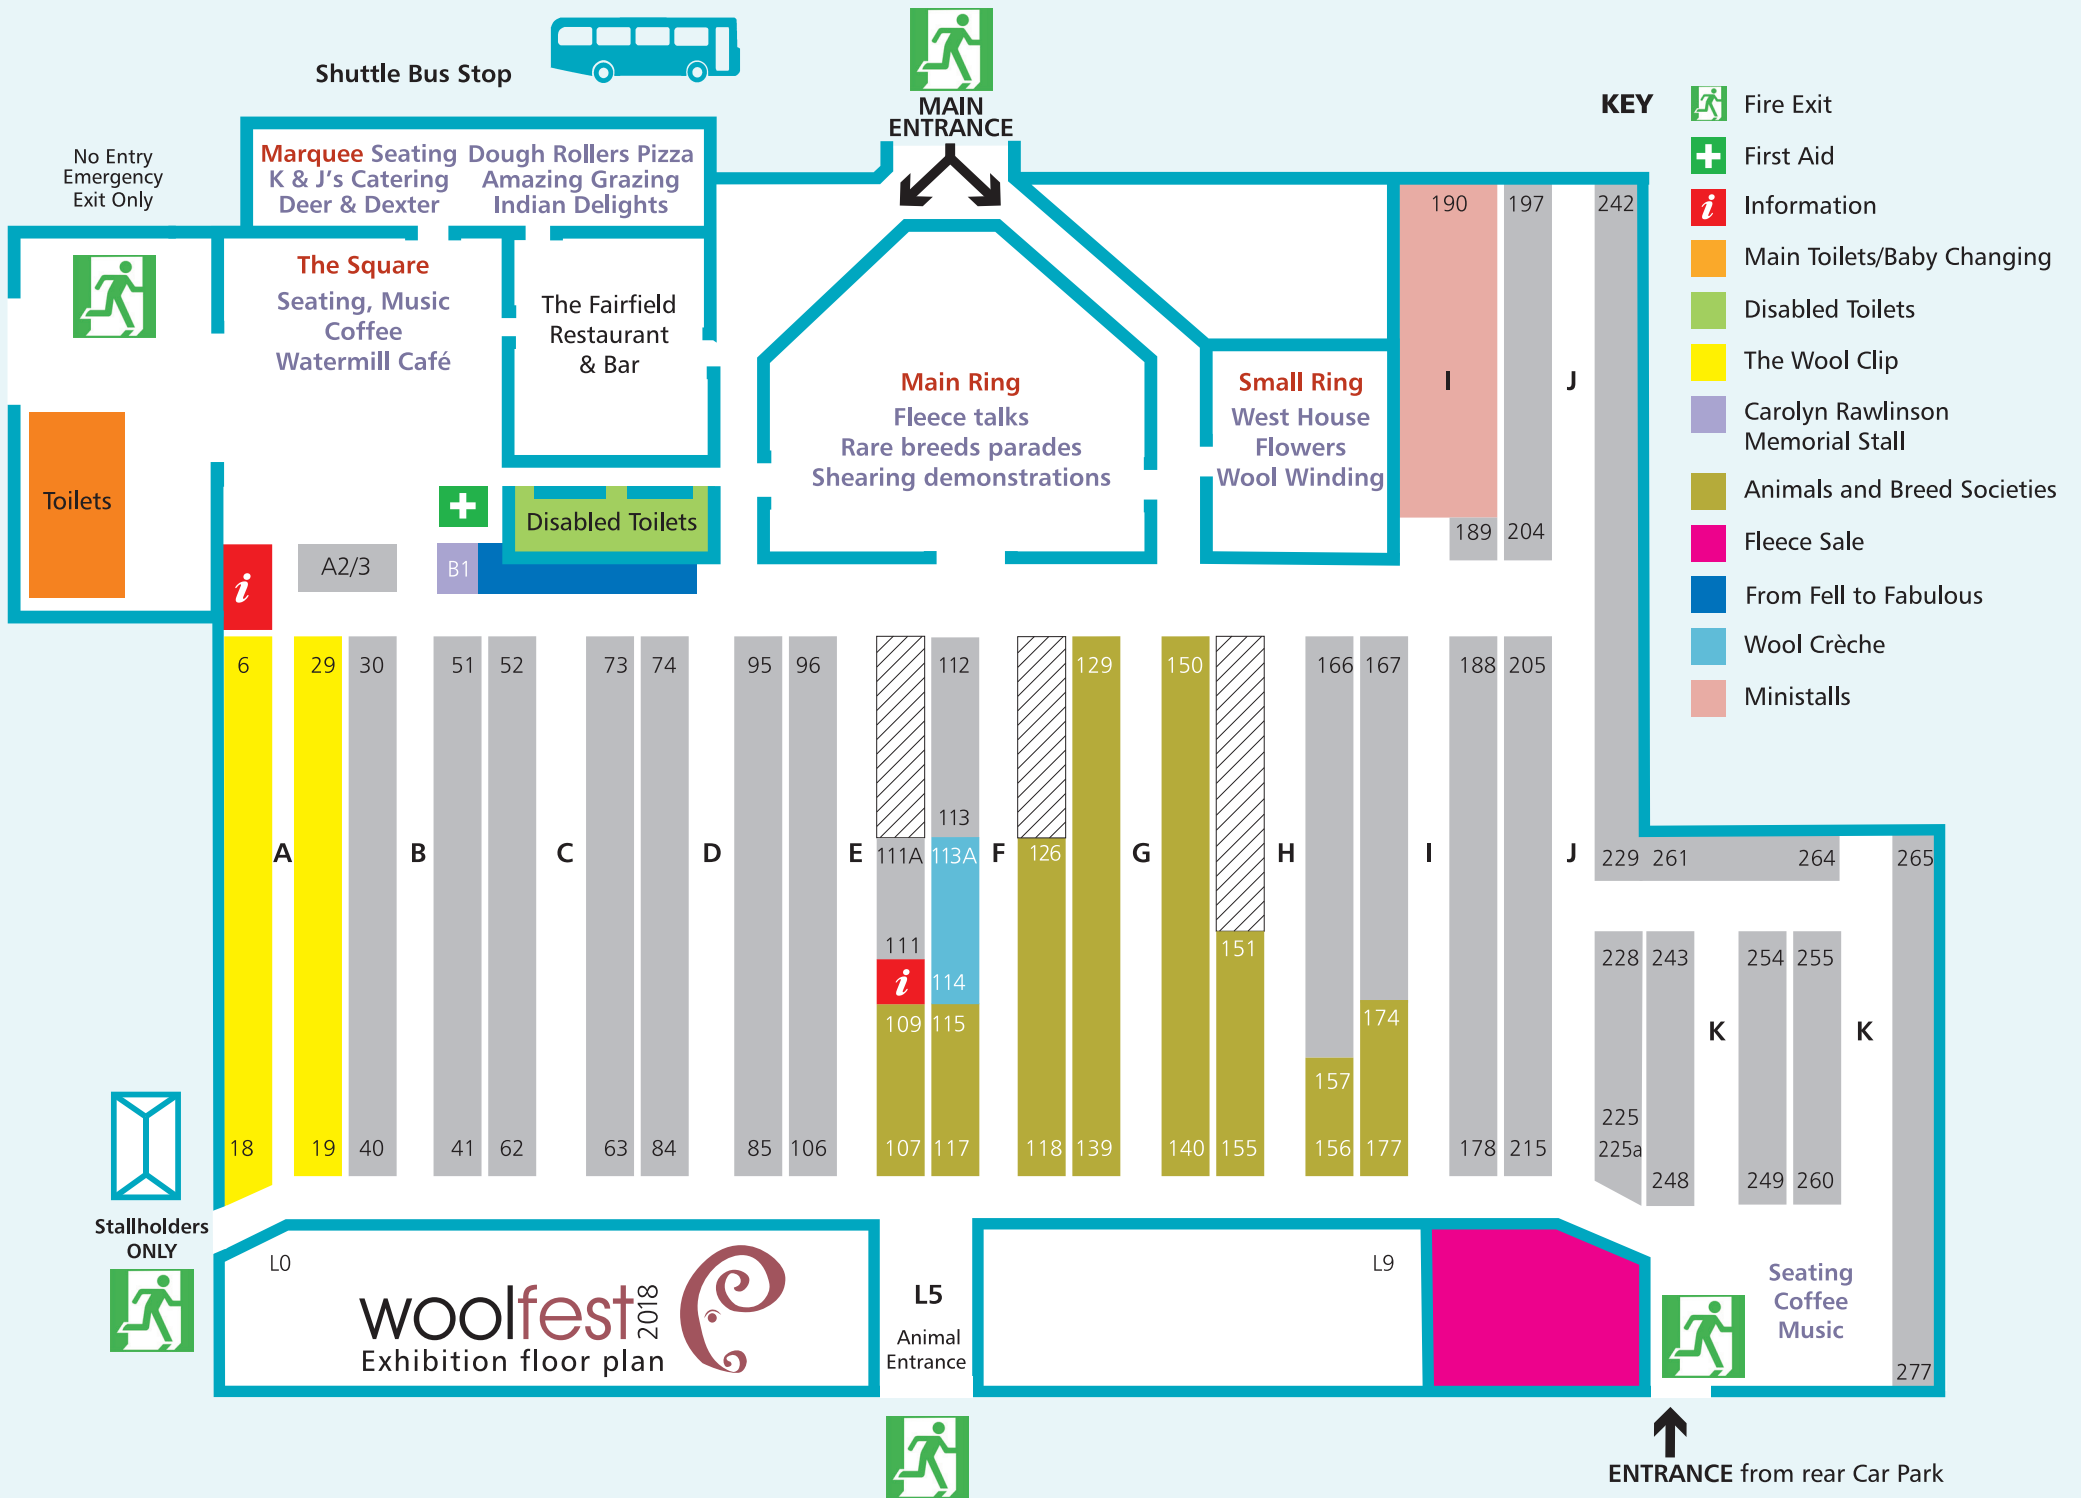 Shuttle Bus Stop
MAIN
ENTRANCE
KEY
Fire Exit
First Aid
i Information
Main Toilets/Baby Changing
Disabled Toilets
The Wool Clip
Carolyn Rawlinson
Memorial Stall
Animals and Breed Societies
Fleece Sale
From Fell to Fabulous
Wool Crèche
Ministalls
No Entry
Emergency
Exit Only
Marquee Seating
K & J's Catering
Deer & Dexter
Dough Rollers Pizza
Amazing Grazing
Indian Delights
The Square
Seating, Music
Coffee
Watermill Café
The Fairfield
Restaurant
& Bar
Main Ring
Fleece talks
Rare breeds parades
Shearing demonstrations
Small Ring
West House
Flowers
Wool Winding
190 197 242
I J
189 204
Toilets
Disabled Toilets
i
A2/3
B1
6 29 30 51 52 73 74 95 96 112 129 150 166 167 188 205
113
A B C D E 111A 113A F 126 G H I J 229 261 264 265
111 151 228 243 254 255
i 114
109 115 174 K K
157
225
18 19 40 41 62 63 84 85 106 107 117 118 139 140 155 156 177 178 215 225a
248 249 260
Stallholders
ONLY
L0
woolfest 2018
Exhibition floor plan
L5
Animal
Entrance
L9
Seating
Coffee
Music
277
ENTRANCE from rear Car Park